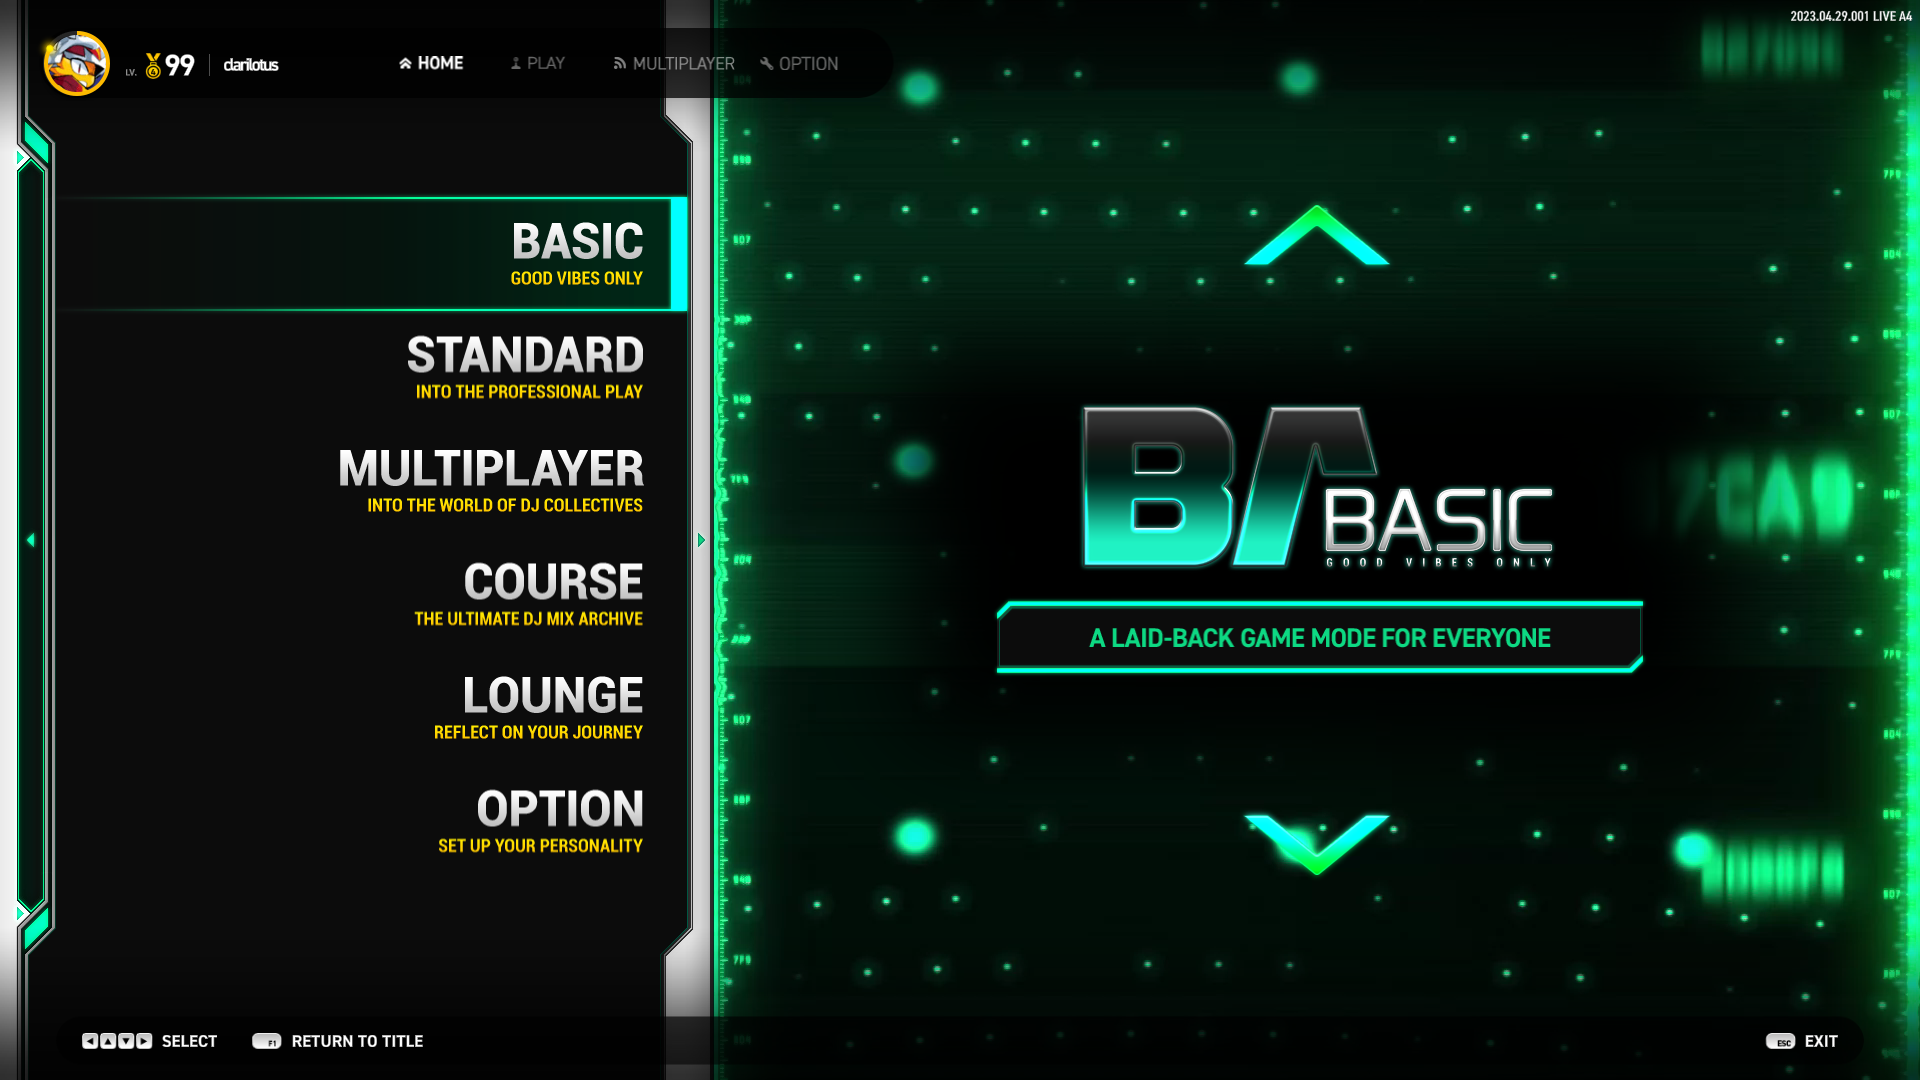 2023.04.29.001 LIVE A4
LV. 99 darilotus
HOME PLAY MULTIPLAYER OPTION
BASIC
GOOD VIBES ONLY
STANDARD
INTO THE PROFESSIONAL PLAY
MULTIPLAYER
INTO THE WORLD OF DJ COLLECTIVES
COURSE
THE ULTIMATE DJ MIX ARCHIVE
LOUNGE
REFLECT ON YOUR JOURNEY
OPTION
SET UP YOUR PERSONALITY
BA BASIC
GOOD VIBES ONLY
A LAID-BACK GAME MODE FOR EVERYONE
SELECT F1 RETURN TO TITLE
ESC EXIT